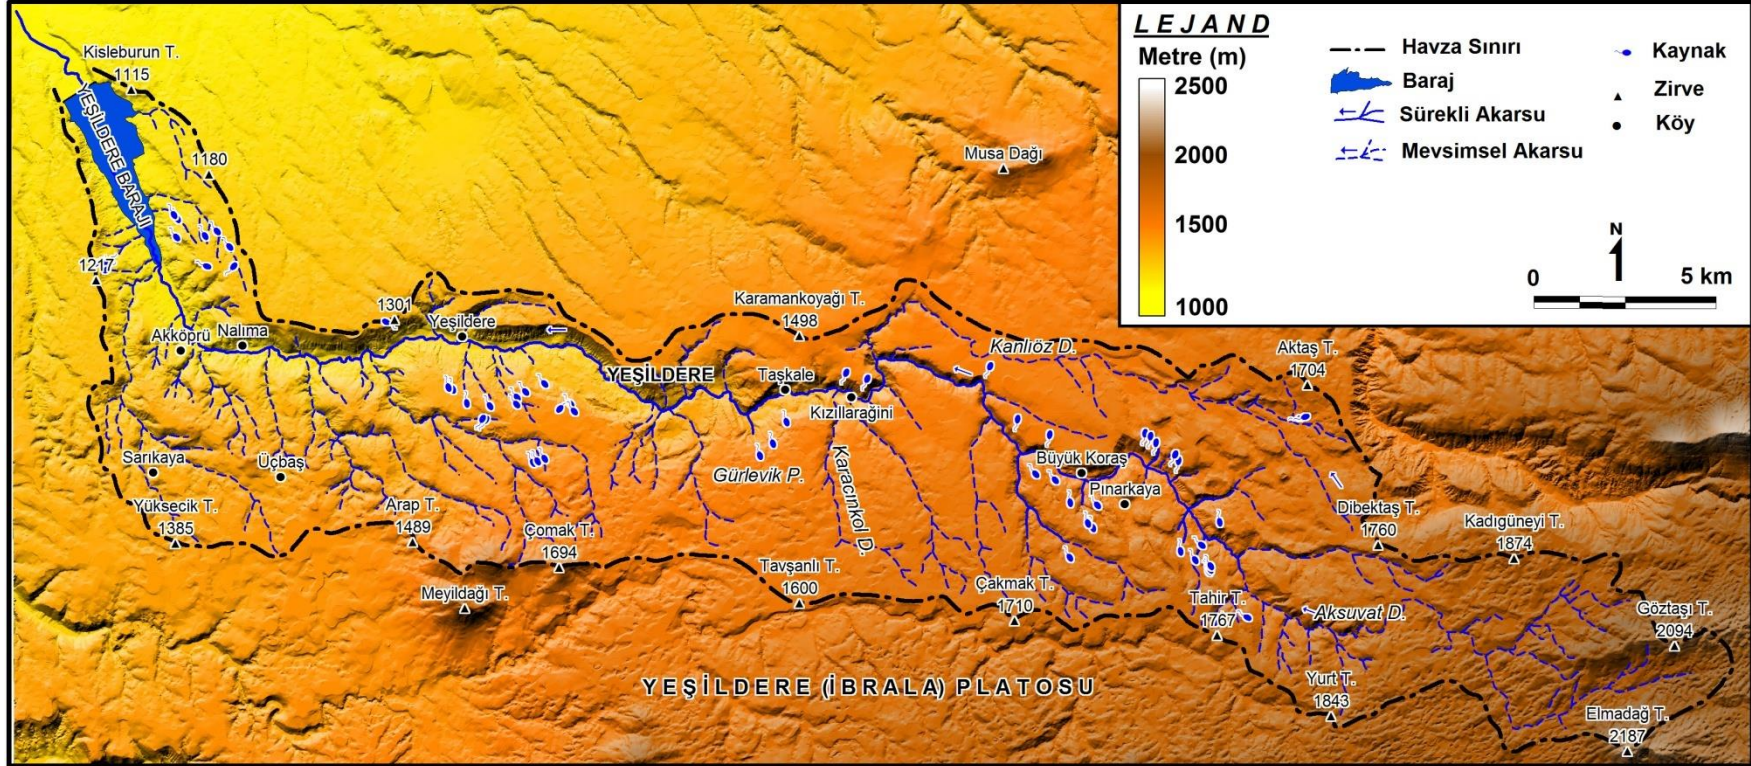 LEJAND
Metre (m)
2500
2000
1500
1000
Havza Sınırı
Baraj
Sürekli Akarsu
Mevsimsel Akarsu
Kaynak
Zirve
Köy
N
0 5 km
Kisleburun T.
1115
YEŞİLDERE BARAJI
1180
Musa Dağı
1217
1301
Karamankoyağı T.
1498
Akköprü
Nalıma
Yeşildere
YEŞİLDERE
Taşkale
Kızıllarağini
Kanlıöz D.
Aktaş T.
1704
Sarıkaya
Üçbaş
Gürlevik P.
Karacınkol D.
Büyük Koraş
Pınarkaya
Yüksecik T.
1385
Arap T.
1489
Çomak T.
1694
Dibektaş T.
1760
Kadıgüneyi T.
1874
Meyildağı T.
Tavşanlı T.
1600
Çakmak T.
1710
Tahir T.
1767
Aksuvat D.
Göztaşı T.
2094
YEŞİLDERE (İBRALA) PLATOSU
Yurt T.
1843
Elmadağ T.
2187